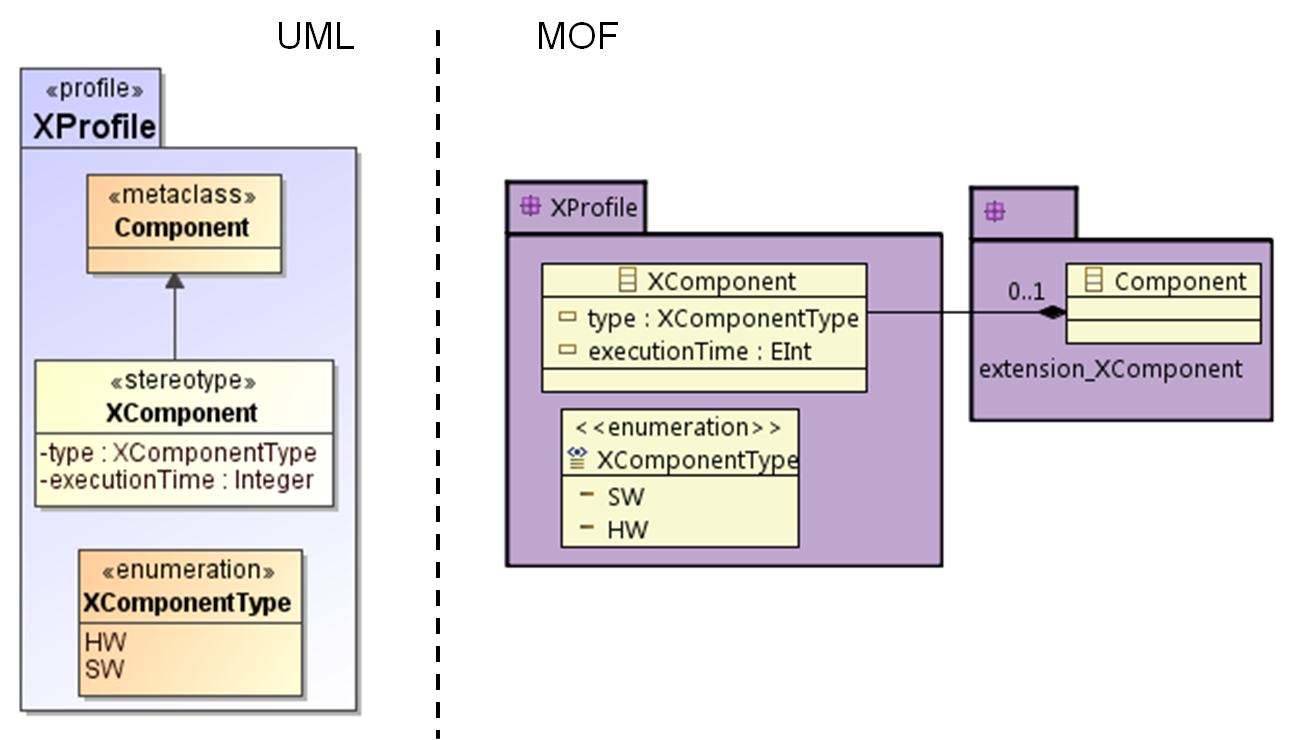 UML
MOF
«profile»
XProfile
«metaclass»
Component
«stereotype»
XComponent
-type : XComponentType
-executionTime : Integer
«enumeration»
XComponentType
HW
SW
XProfile
XComponent
type : XComponentType
executionTime : EInt
<<enumeration>>
XComponentType
SW
HW
0..1
Component
extension_XComponent